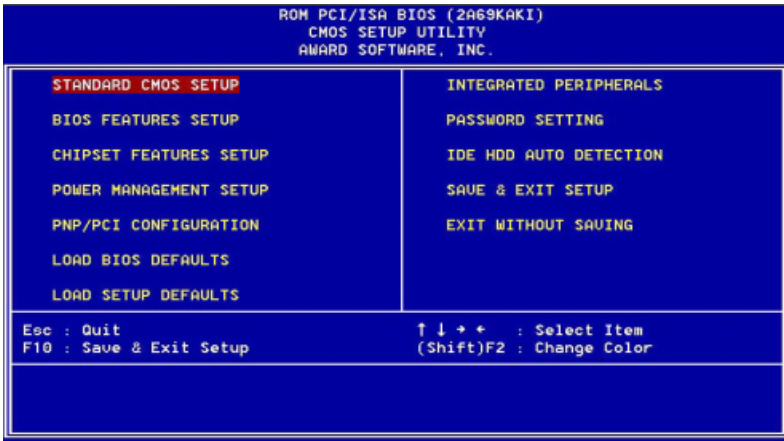 ROM PCI/ISA BIOS (2A69KAKI)
CMOS SETUP UTILITY
AWARD SOFTWARE, INC.
STANDARD CMOS SETUP
BIOS FEATURES SETUP
CHIPSET FEATURES SETUP
POWER MANAGEMENT SETUP
PNP/PCI CONFIGURATION
LOAD BIOS DEFAULTS
LOAD SETUP DEFAULTS
INTEGRATED PERIPHERALS
PASSWORD SETTING
IDE HDD AUTO DETECTION
SAVE & EXIT SETUP
EXIT WITHOUT SAVING
Esc : Quit
F10 : Save & Exit Setup
↑ ↓ → ← : Select Item
(Shift)F2 : Change Color